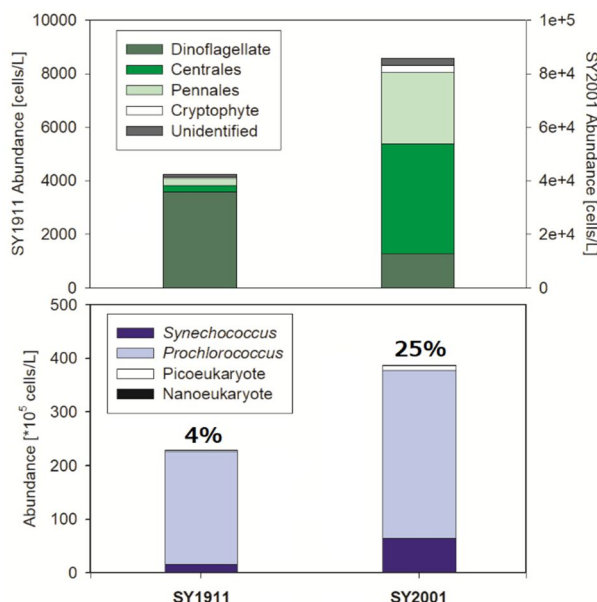 10000
8000
6000
4000
2000
0
SY1911 Abundance [cells/L]
Dinoflagellate
Centrales
Pennales
Cryptophyte
Unidentified
1e+5
8e+4
6e+4
4e+4
2e+4
0
SY2001 Abundance [cells/L]
500
400
300
200
100
0
Abundance [*10⁵ cells/L]
Synechococcus
Prochlorococcus
Picoeukaryote
Nanoeukaryote
4%
25%
SY1911
SY2001